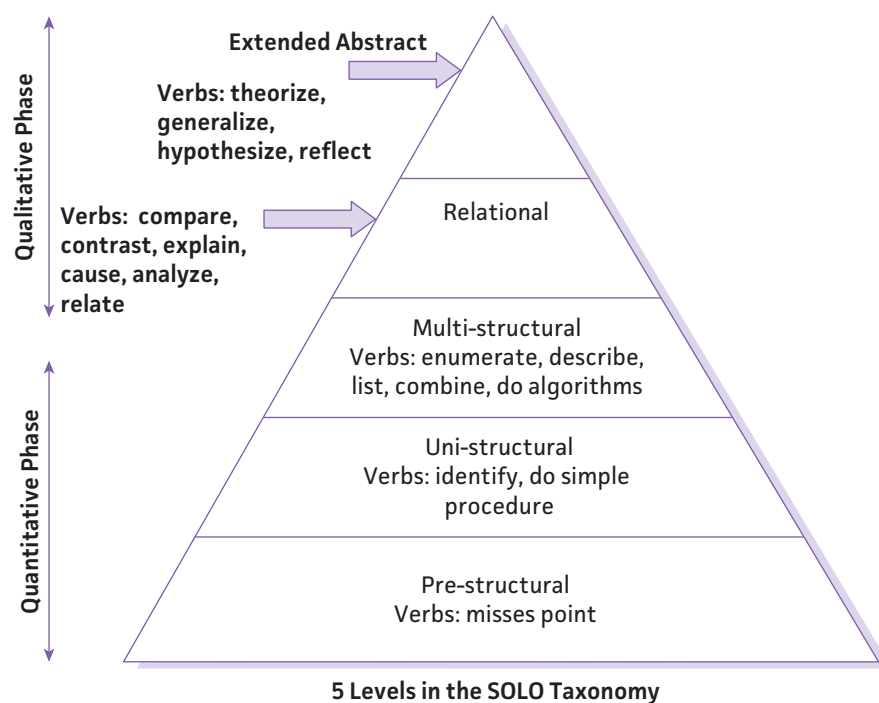 Extended Abstract
Verbs: theorize,
generalize,
hypothesize, reflect
Qualitative Phase
Verbs: compare,
contrast, explain,
cause, analyze,
relate
Relational
Multi-structural
Verbs: enumerate, describe,
list, combine, do algorithms
Quantitative Phase
Uni-structural
Verbs: identify, do simple
procedure
Pre-structural
Verbs: misses point
5 Levels in the SOLO Taxonomy